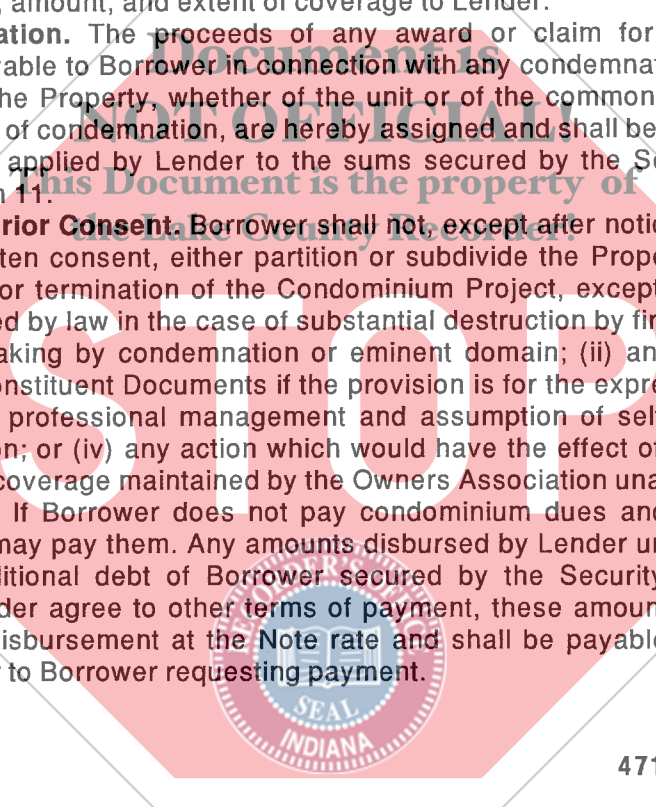 , amount, and extent of coverage to Lender.
ation. The proceeds of any award or claim for
rable to Borrower in connection with any condemnat
he Property, whether of the unit or of the common
of condemnation, are hereby assigned and shall be
applied by Lender to the sums secured by the Se
n 11.
rior Consent. Borrower shall not, except after notic
ten consent, either partition or subdivide the Prope
or termination of the Condominium Project, except
ed by law in the case of substantial destruction by fir
aking by condemnation or eminent domain; (ii) an
onstituent Documents if the provision is for the expre
professional management and assumption of sel
on; or (iv) any action which would have the effect of
coverage maintained by the Owners Association una
If Borrower does not pay condominium dues and
may pay them. Any amounts disbursed by Lender u
ditional debt of Borrower secured by the Security
der agree to other terms of payment, these amoun
isbursement at the Note rate and shall be payable
to Borrower requesting payment.
471
Document is
NOT OFFICIAL!
This Document is the property of
the Lake County Recorder!
STOP
RECORDER'S OFFICE
SEAL
INDIANA